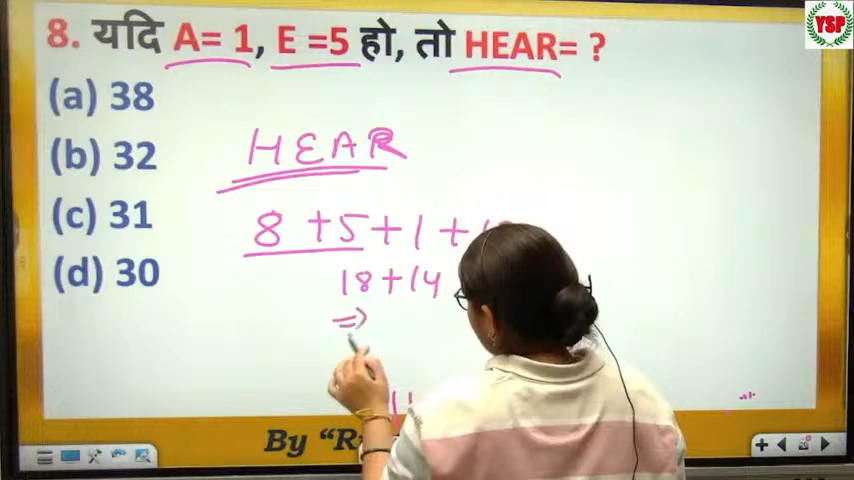 8. यदि A= 1, E =5 हो, तो HEAR= ?
YSP
(a) 38
(b) 32
(c) 31
(d) 30
HEAR
8 + 5 + 1 +
18 + 14
⇒
By